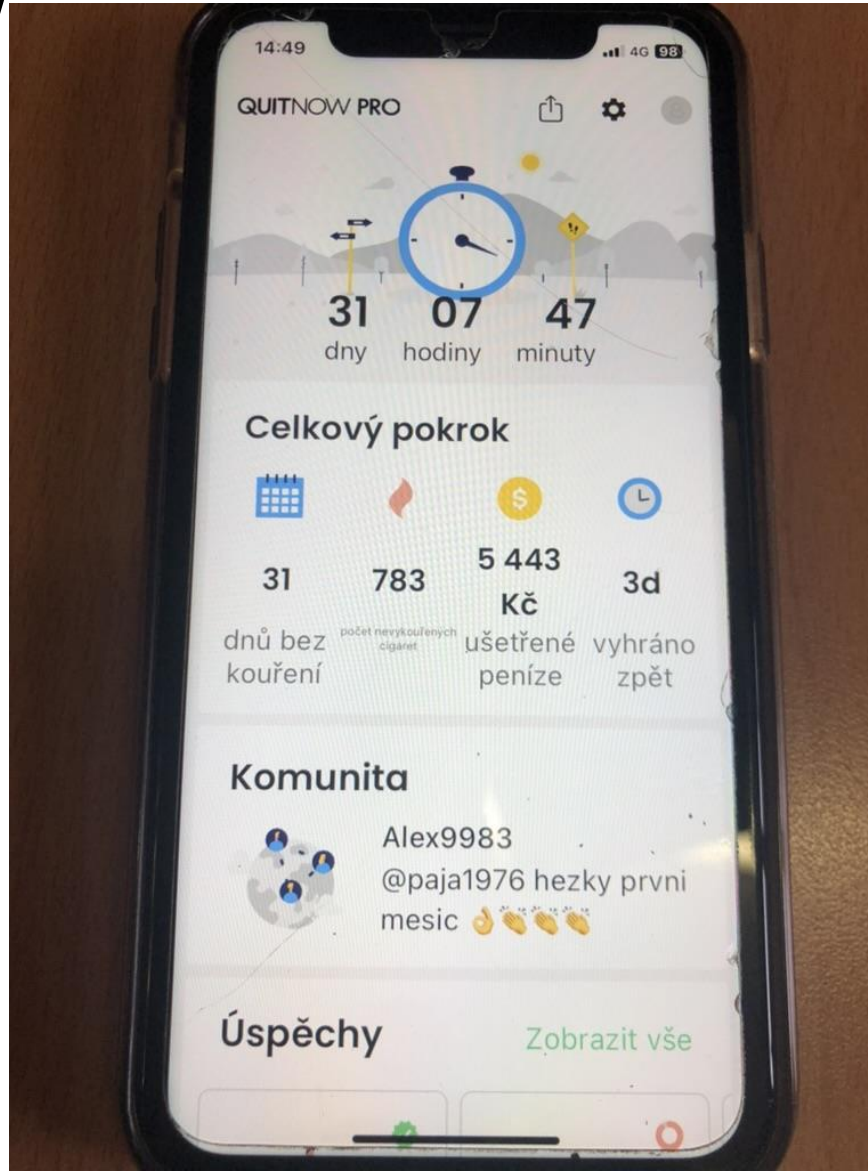 14:49
4G 98
QUITNOW PRO
31 07 47
dny hodiny minuty
Celkový pokrok
$
31
dnů bez
kouření
783
počet nevykouřených
cigaret
5 443
Kč
ušetřené
peníze
3d
vyhráno
zpět
Komunita
Alex9983
@paja1976 hezky prvni
mesic 👌👏👏👏
Úspěchy
Zobrazit vše